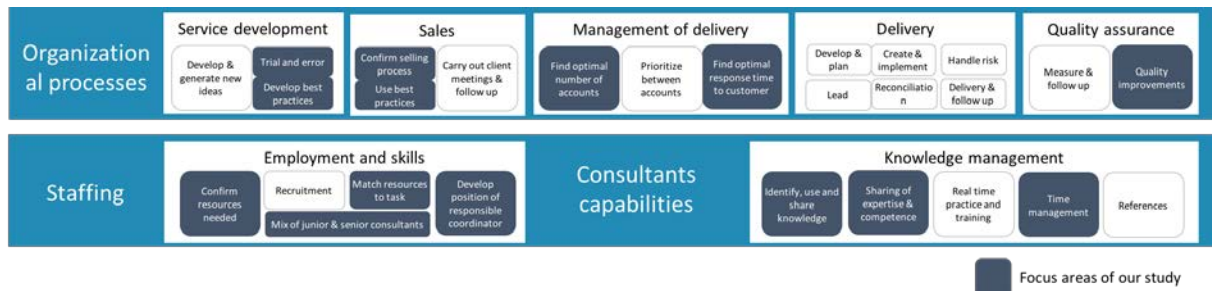 Organization
al processes
Service development
Develop &
generate new
ideas
Trial and error
Develop best
practices
Sales
Confirm selling
process
Use best
practices
Carry out client
meetings &
follow up
Management of delivery
Find optimal
number of
accounts
Prioritize
between
accounts
Find optimal
response time
to customer
Delivery
Develop &
plan
Create &
implement
Handle risk
Lead
Reconciliatio
n
Delivery &
follow up
Quality assurance
Measure &
follow up
Quality
improvements
Staffing
Employment and skills
Confirm
resources
needed
Recruitment
Match resources
to task
Mix of junior & senior consultants
Develop
position of
responsible
coordinator
Consultants
capabilities
Knowledge management
Identify, use and
share
knowledge
Sharing of
expertise &
competence
Real time
practice and
training
Time
management
References
Focus areas of our study